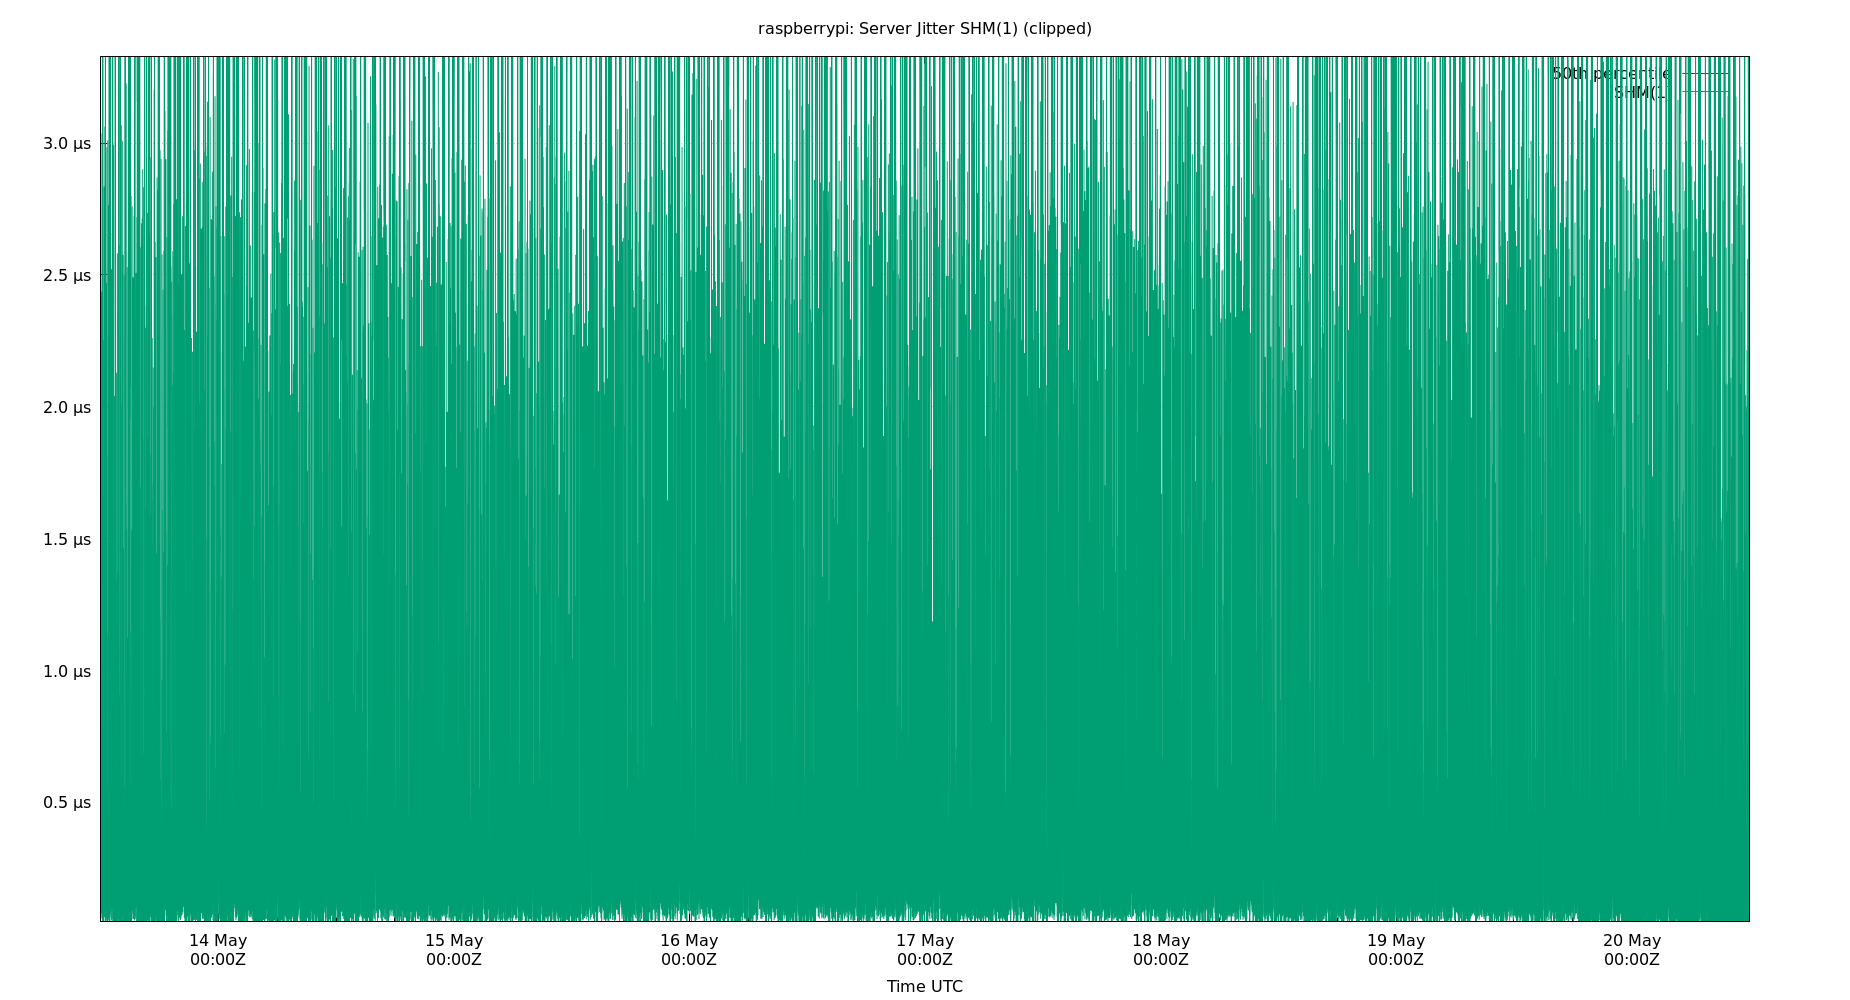 raspberrypi: Server Jitter SHM(1) (clipped)
50th percentile
SHM(1)
3.0 µs
2.5 µs
2.0 µs
1.5 µs
1.0 µs
0.5 µs
14 May 15 May 16 May 17 May 18 May 19 May 20 May
00:00Z 00:00Z 00:00Z 00:00Z 00:00Z 00:00Z 00:00Z
Time UTC